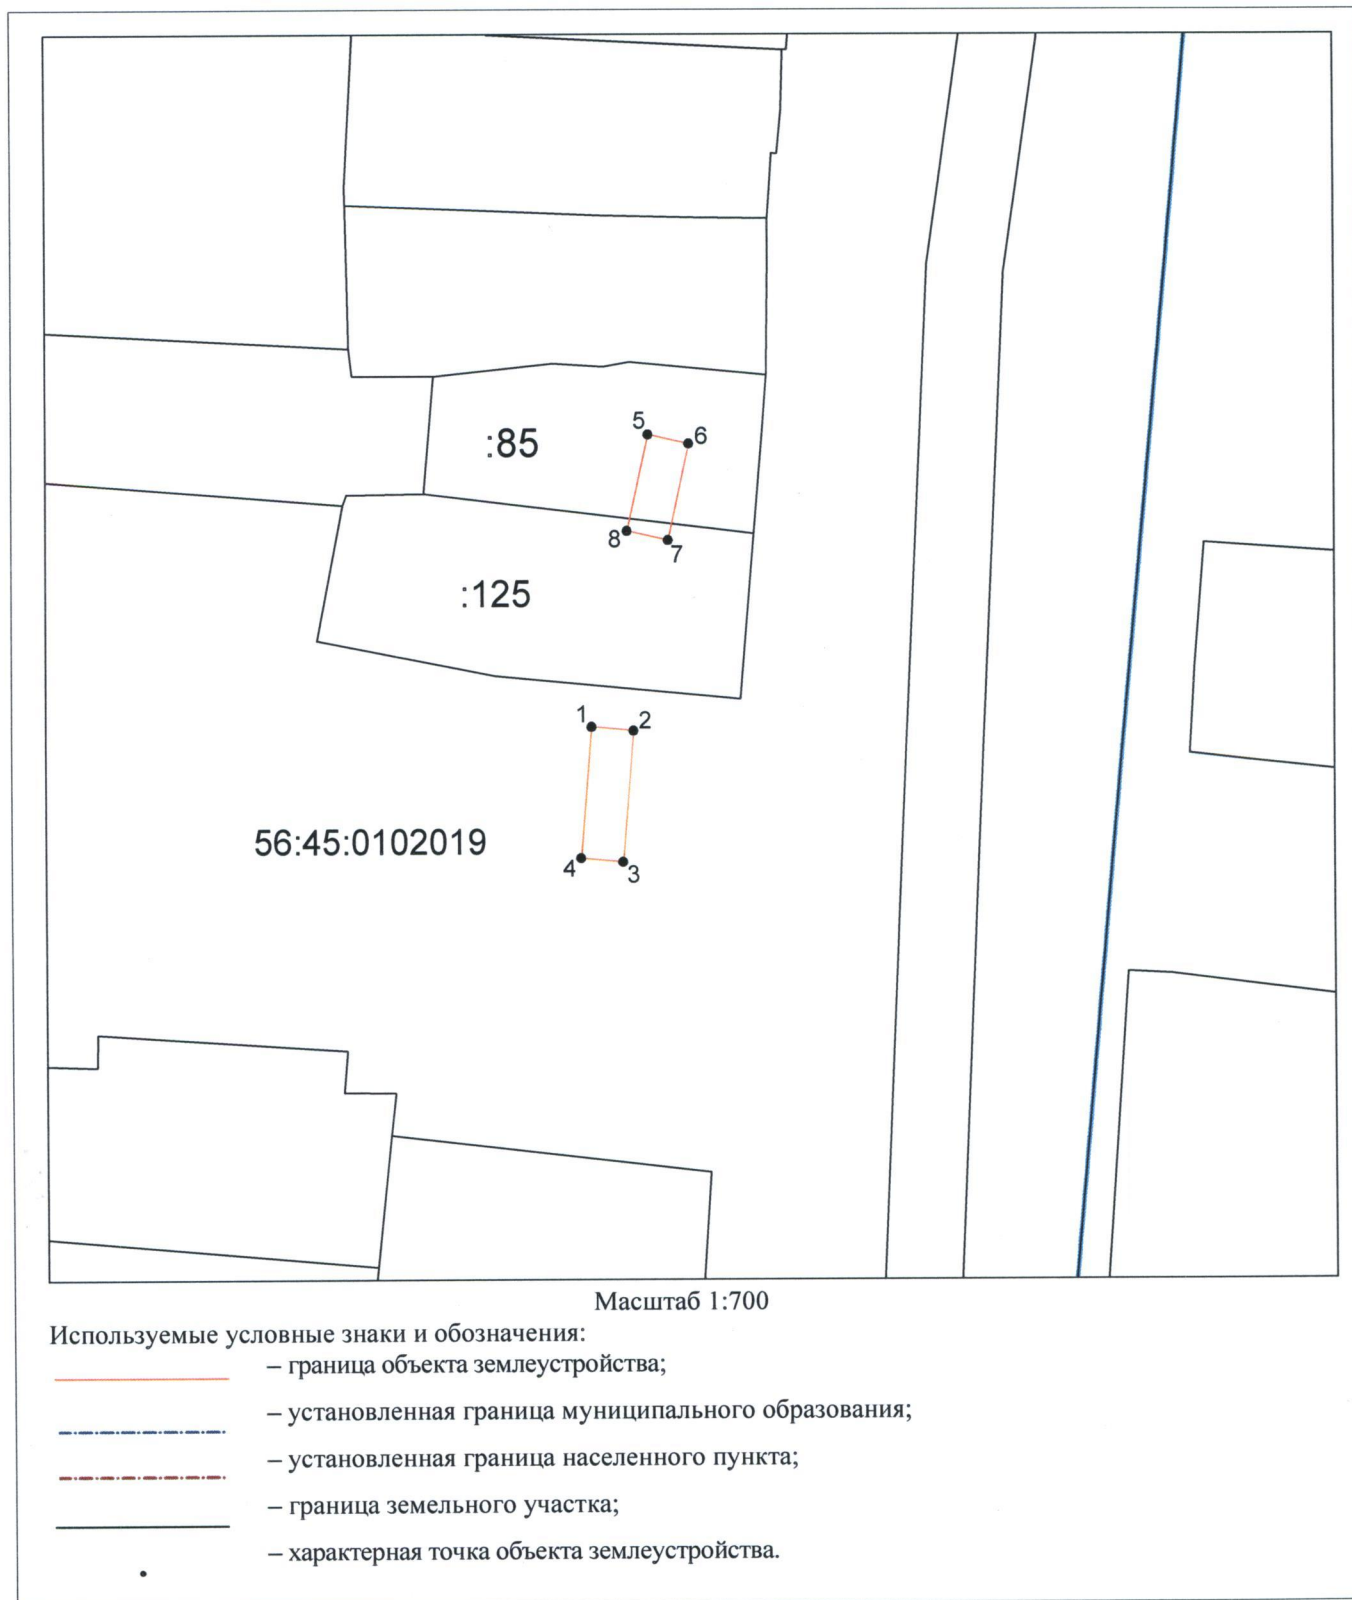 5
6
:85
8
7
:125
1
2
56:45:0102019
4
3
Масштаб 1:700
Используемые условные знаки и обозначения:
– граница объекта землеустройства;
– установленная граница муниципального образования;
– установленная граница населенного пункта;
– граница земельного участка;
– характерная точка объекта землеустройства.